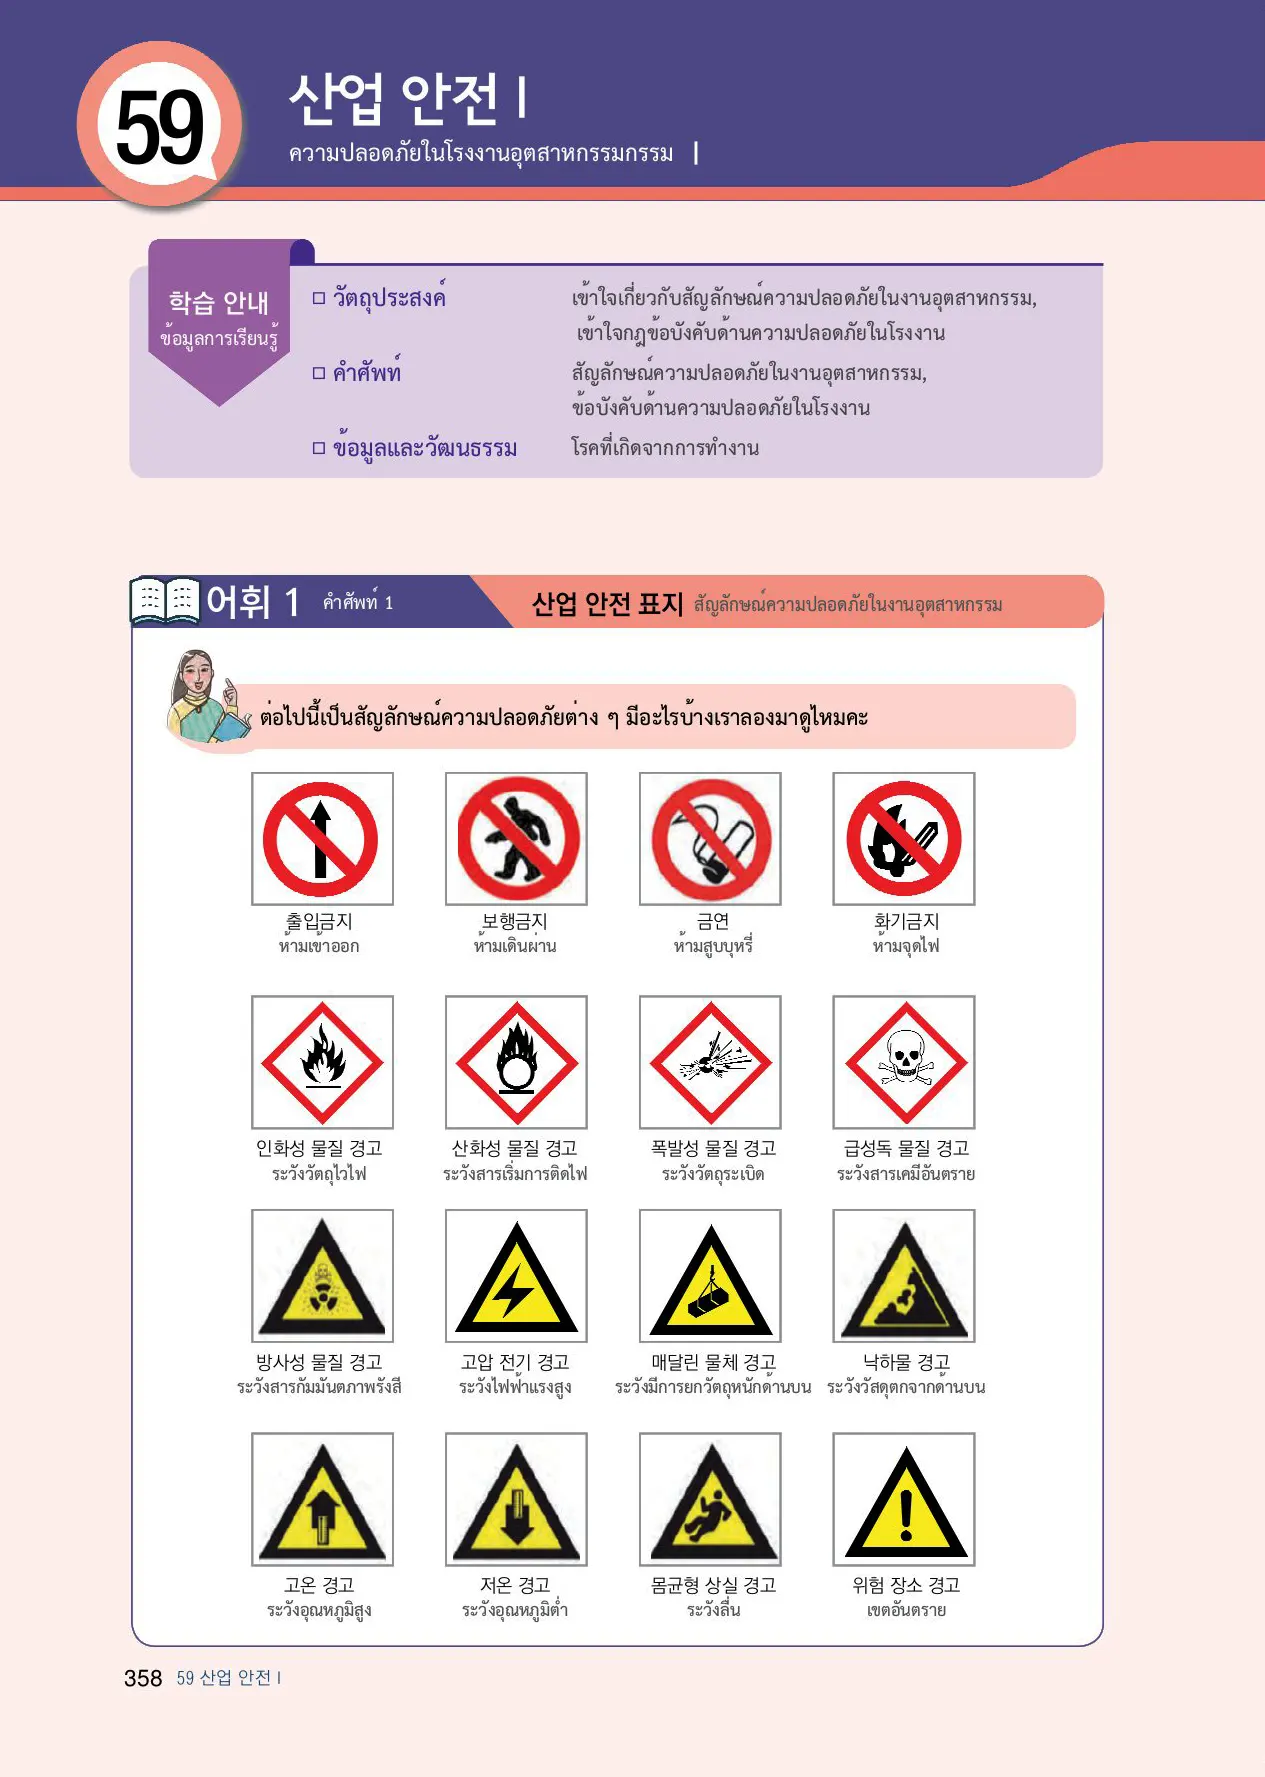 59
산업 안전 I
ความปลอดภัยในโรงงานอุตสาหกรรมกรรม |
학습 안내
ข้อมูลการเรียนรู้
□ วัตถุประสงค์ เข้าใจเกี่ยวกับสัญลักษณ์ความปลอดภัยในงานอุตสาหกรรม,
เข้าใจกฎข้อบังคับด้านความปลอดภัยในโรงงาน
□ คำศัพท์ สัญลักษณ์ความปลอดภัยในงานอุตสาหกรรม,
ข้อบังคับด้านความปลอดภัยในโรงงาน
□ ข้อมูลและวัฒนธรรม โรคที่เกิดจากการทำงาน
어휘 1 คำศัพท์ 1 산업 안전 표지 สัญลักษณ์ความปลอดภัยในงานอุตสาหกรรม
ต่อไปนี้เป็นสัญลักษณ์ความปลอดภัยต่าง ๆ มีอะไรบ้างเราลองมาดูไหมคะ
출입금지 보행금지 금연 화기금지
ห้ามเข้าออก ห้ามเดินผ่าน ห้ามสูบบุหรี่ ห้ามจุดไฟ
인화성 물질 경고 산화성 물질 경고 폭발성 물질 경고 급성독 물질 경고
ระวังวัตถุไวไฟ ระวังสารเริ่มการติดไฟ ระวังวัตถุระเบิด ระวังสารเคมีอันตราย
방사성 물질 경고 고압 전기 경고 매달린 물체 경고 낙하물 경고
ระวังสารกัมมันตภาพรังสี ระวังไฟฟ้าแรงสูง ระวังมีการยกวัตถุหนักด้านบน ระวังวัสดุตกจากด้านบน
고온 경고 저온 경고 몸균형 상실 경고 위험 장소 경고
ระวังอุณหภูมิสูง ระวังอุณหภูมิต่ำ ระวังลื่น เขตอันตราย
358 59 산업 안전 I